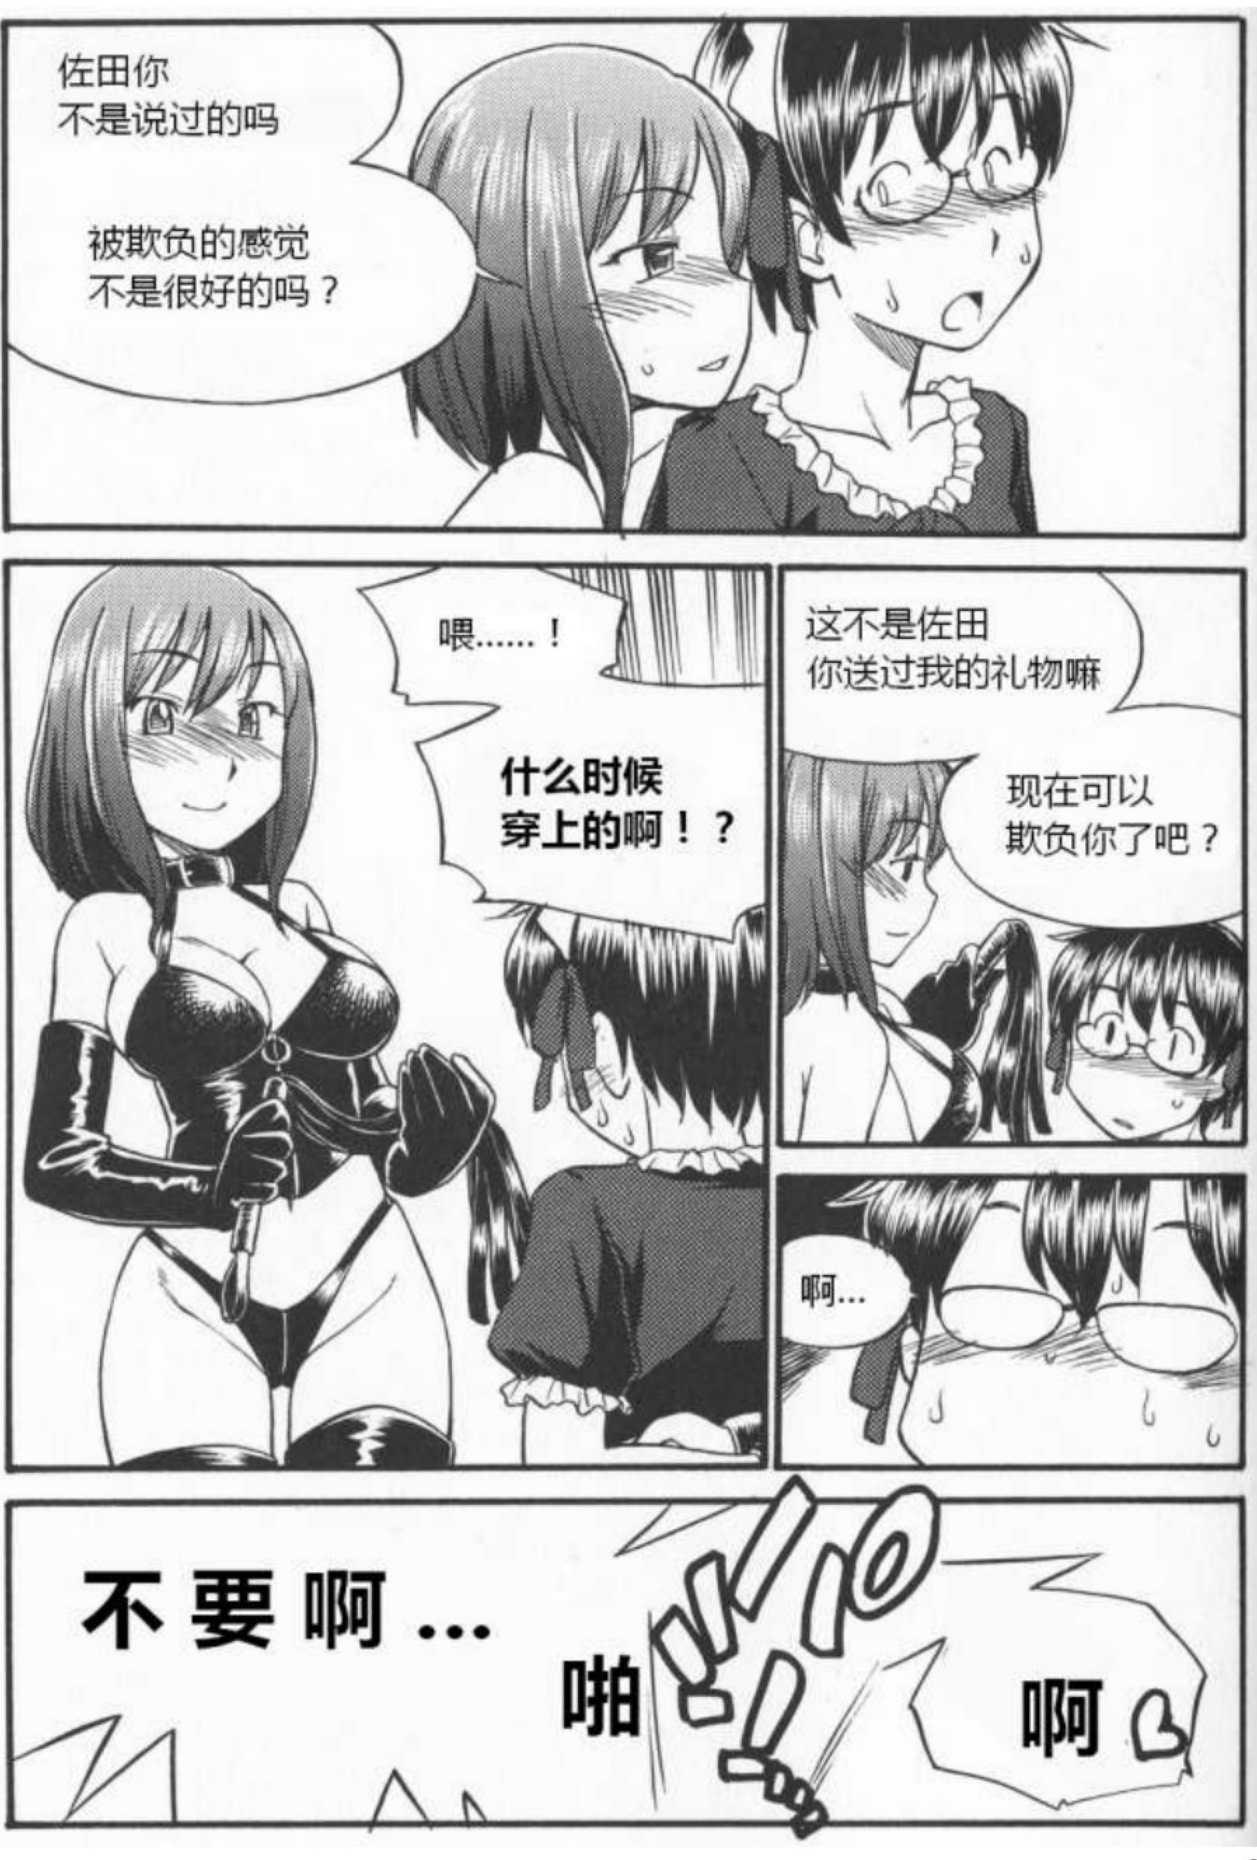 佐田你
不是说过的吗
被欺负的感觉
不是很好的吗？
喂……！
什么时候
穿上的啊！？
这不是佐田
你送过我的礼物嘛
现在可以
欺负你了吧？
啊…
不要啊…
啪
啊♡